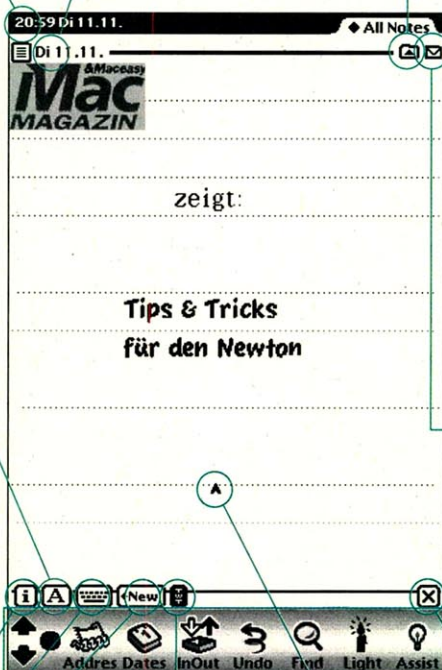 20:59 Di 11.11.
◆ All Notes
Di 11.11.
&Maceasy
Mac
MAGAZIN
zeigt:
Tips & Tricks
für den Newton
i A New X
Addres Dates InOut Undo Find Light Assist